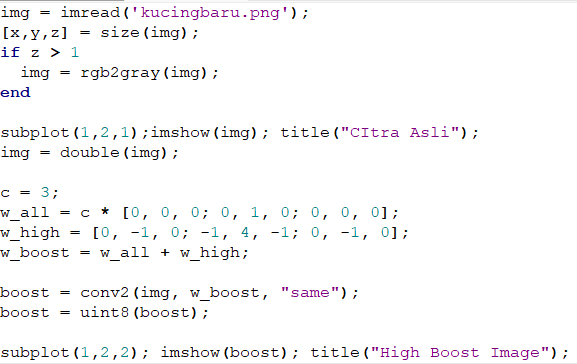 img = imread('kucingbaru.png');
[x,y,z] = size(img);
if z > 1
  img = rgb2gray(img);
end

subplot(1,2,1);imshow(img); title("CItra Asli");
img = double(img);

c = 3;
w_all = c * [0, 0, 0; 0, 1, 0; 0, 0, 0];
w_high = [0, -1, 0; -1, 4, -1; 0, -1, 0];
w_boost = w_all + w_high;

boost = conv2(img, w_boost, "same");
boost = uint8(boost);

subplot(1,2,2); imshow(boost); title("High Boost Image");